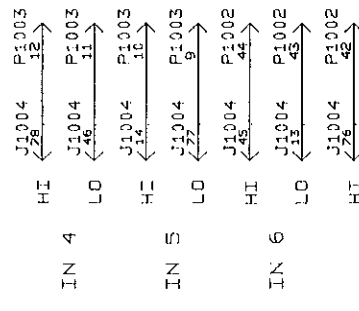 J1004 P1003
78 12
HI
IN 4
J1004 P1003
46 11
LO
J1004 P1003
14 10
HI
IN 5
J1004 P1003
77 9
LO
J1004 P1002
45 44
HI
IN 6
J1004 P1002
13 43
LO
J1004 P1002
76 42
HI